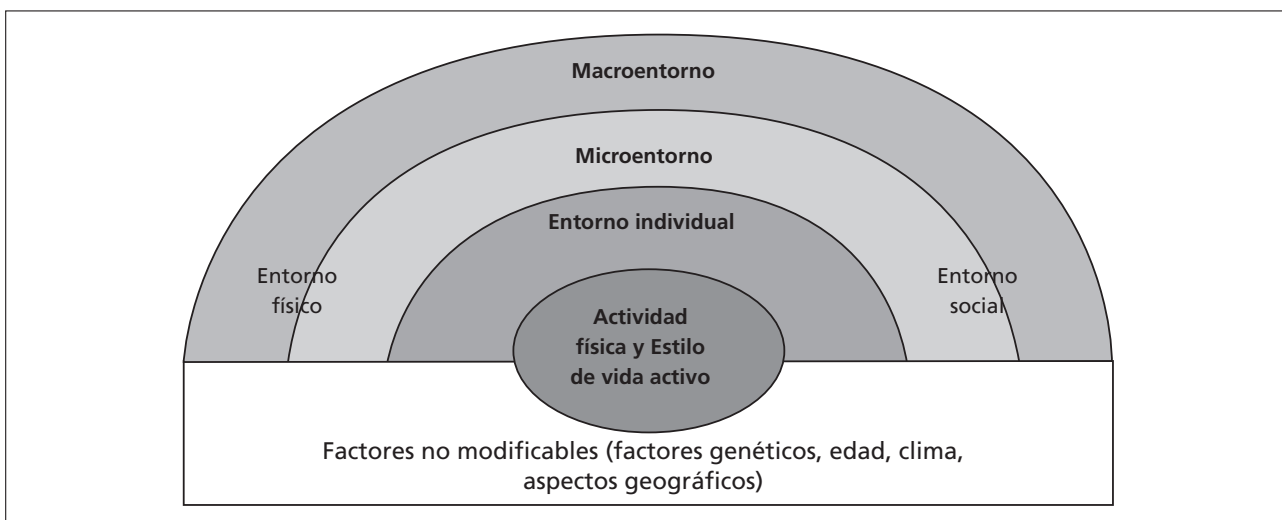 Macroentorno
Microentorno
Entorno individual
Entorno
físico
Entorno
social
Actividad
física y Estilo
de vida activo
Factores no modificables (factores genéticos, edad, clima,
aspectos geográficos)